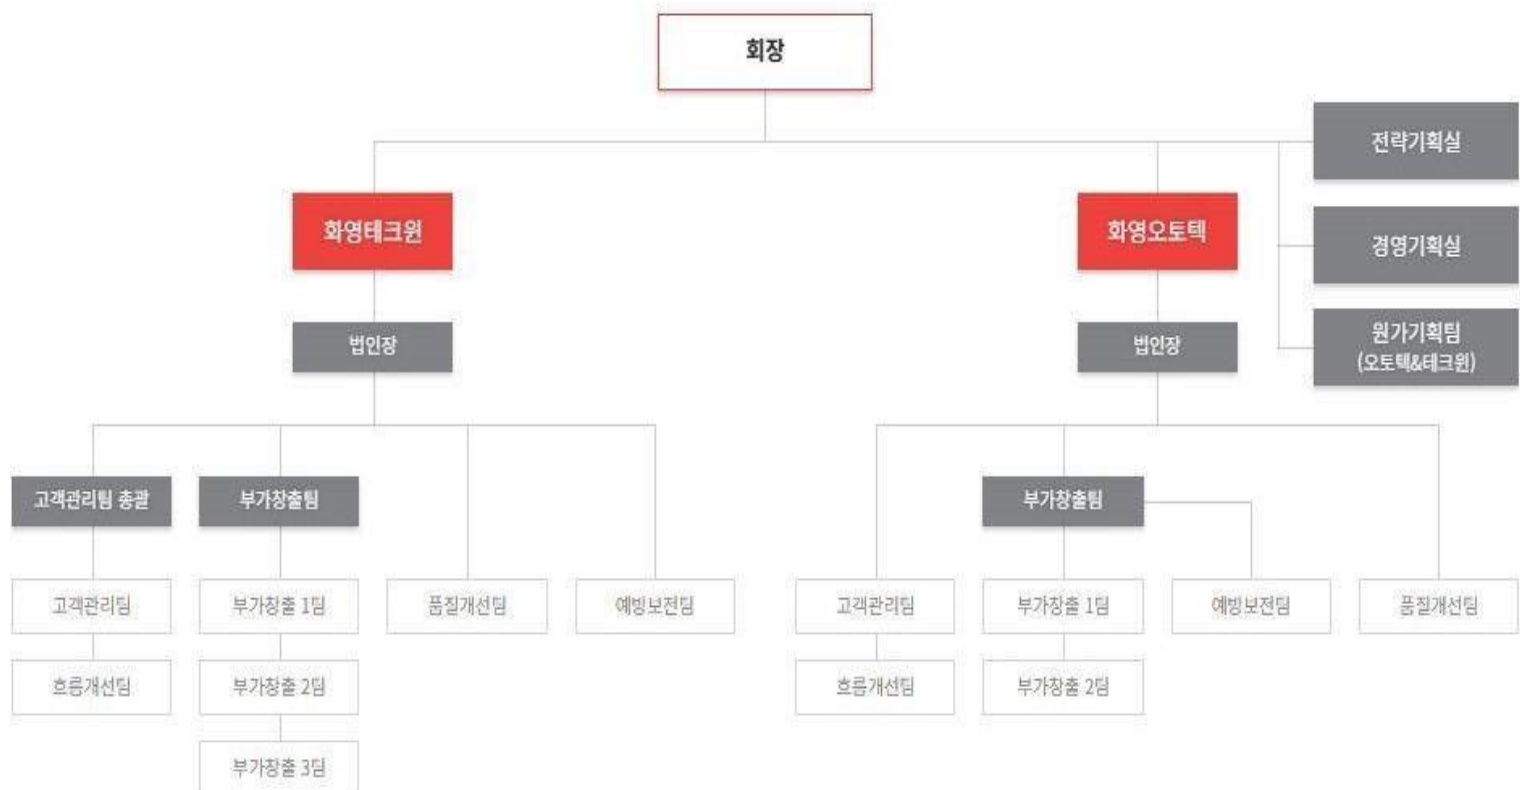 회장
전략기획실
화영테크윈
화영오토텍
경영기획실
법인장
법인장
원가기획팀
(오토텍&테크윈)
고객관리팀 총괄
부가창출팀
부가창출팀
고객관리팀
부가창출 1팀
품질개선팀
예방보전팀
고객관리팀
부가창출 1팀
예방보전팀
품질개선팀
흐름개선팀
부가창출 2팀
흐름개선팀
부가창출 2팀
부가창출 3팀